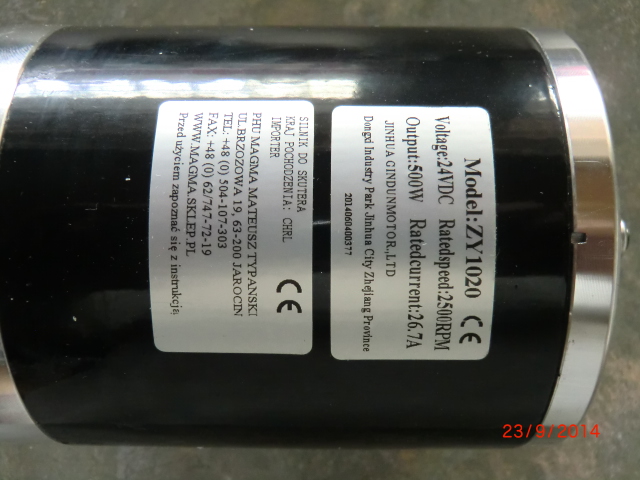 Model:ZY1020 CE
Voltage:24VDC Ratedspeed:2500RPM
Output:500W Ratedcurrent:26.7A
JINHUA GINDUNMOTOR.,LTD
Dongxi Industry Park Jinhua City Zhejiang Province
2014060400377
SILNIK DO SKUTERA
KRAJ POCHODZENIA: CHRL
IMPORTER
CE
PHU MAGMA MATEUSZ TYPAŃSKI
UL.BRZOZOWA 19, 63-200 JAROCIN
TEL: +48 (0) 504-107-303
FAX: +48 (0) 62/747-72-19
WWW.MAGMA.SKLEP.PL
Przed użyciem zapoznać się z instrukcją
23/9/2014